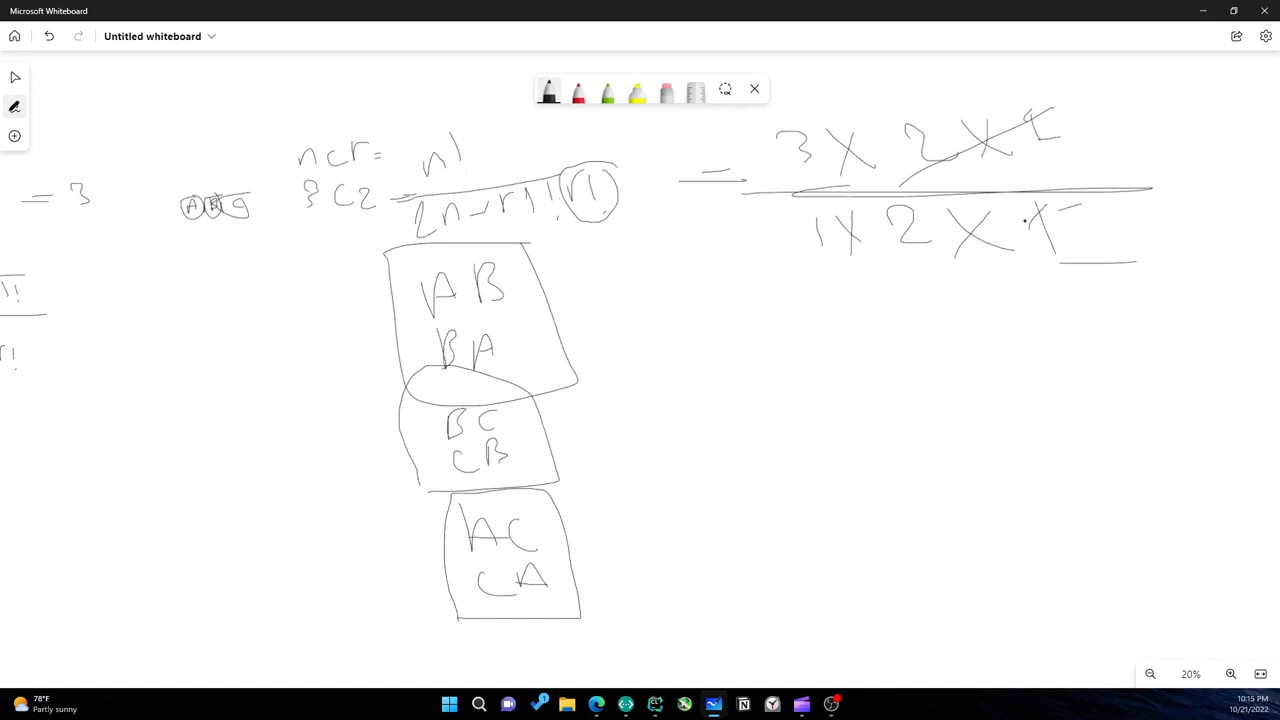 Microsoft Whiteboard
Untitled whiteboard
= 3
ncr =
n!
3C2 =
r!
AB
BA
BC
CB
AC
CA
=
3 X 2 X 1
1 X 2 X
r!
20%
78°F
Partly sunny
10:15 PM
10/21/2022